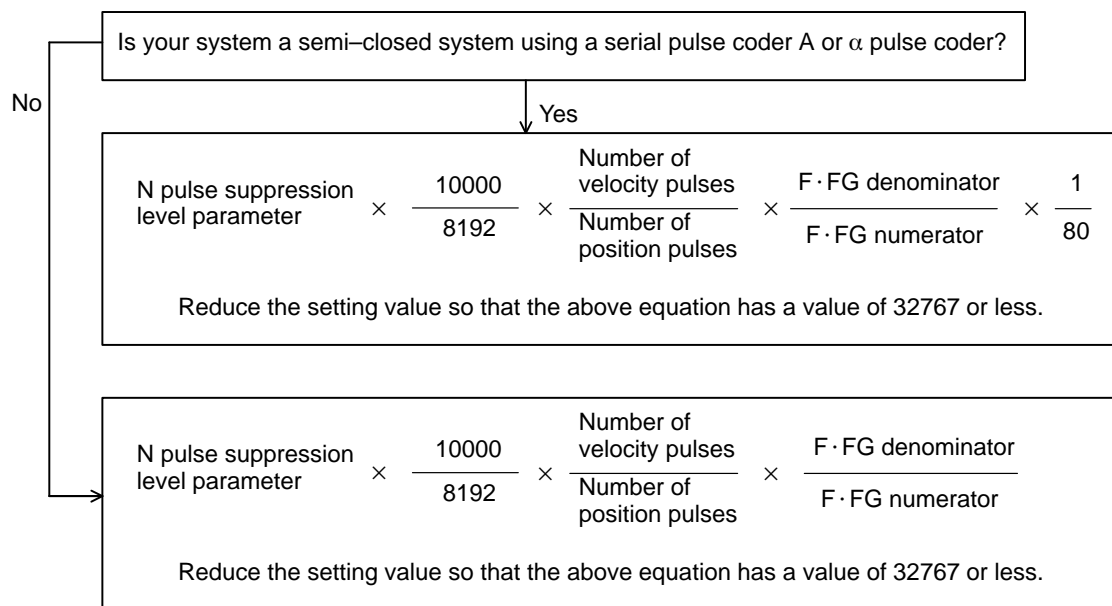 Is your system a semi–closed system using a serial pulse coder A or α pulse coder?
No
Yes
N pulse suppression
level parameter
×
10000
8192
×
Number of
velocity pulses
Number of
position pulses
×
F·FG denominator
F·FG numerator
×
1
80
Reduce the setting value so that the above equation has a value of 32767 or less.
N pulse suppression
level parameter
×
10000
8192
×
Number of
velocity pulses
Number of
position pulses
×
F·FG denominator
F·FG numerator
Reduce the setting value so that the above equation has a value of 32767 or less.